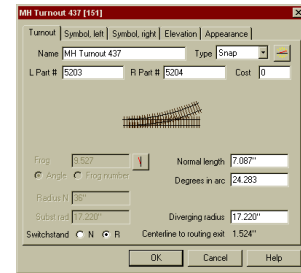 MH Turnout 437 [151]
Turnout Symbol, left Symbol, right Elevation Appearance
Name MH Turnout 437 Type Snap
L Part # 5203 R Part # 5204 Cost 0
Frog 9.527 Normal length 7.087"
Angle Frog number Degrees in arc 24.283
Radius N 36"
Subst rad 17.220" Diverging radius 17.220"
Switchstand N R Centerline to routing exit 1.524"
OK Cancel Help